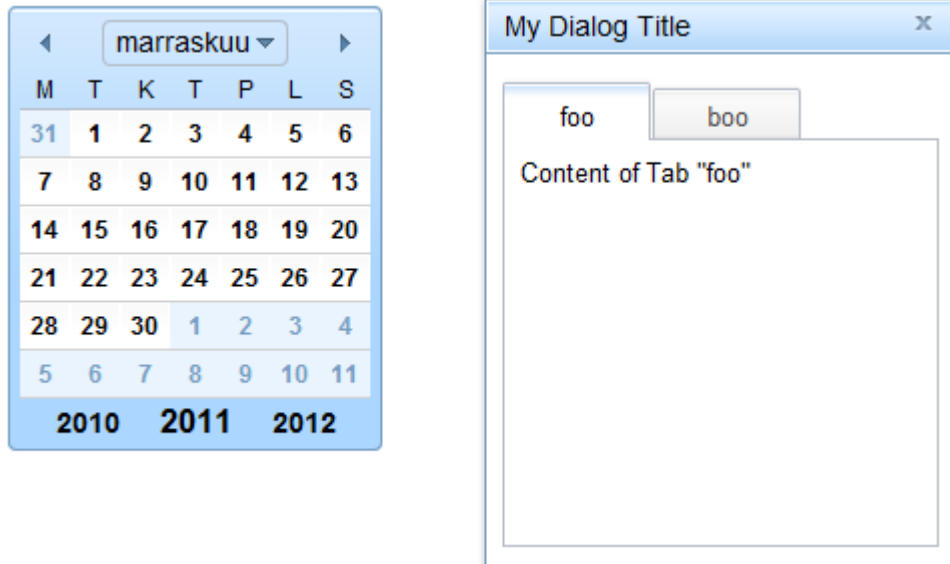 marraskuu
M T K T P L S
31 1 2 3 4 5 6
7 8 9 10 11 12 13
14 15 16 17 18 19 20
21 22 23 24 25 26 27
28 29 30 1 2 3 4
5 6 7 8 9 10 11
2010 2011 2012
My Dialog Title x
foo boo
Content of Tab "foo"